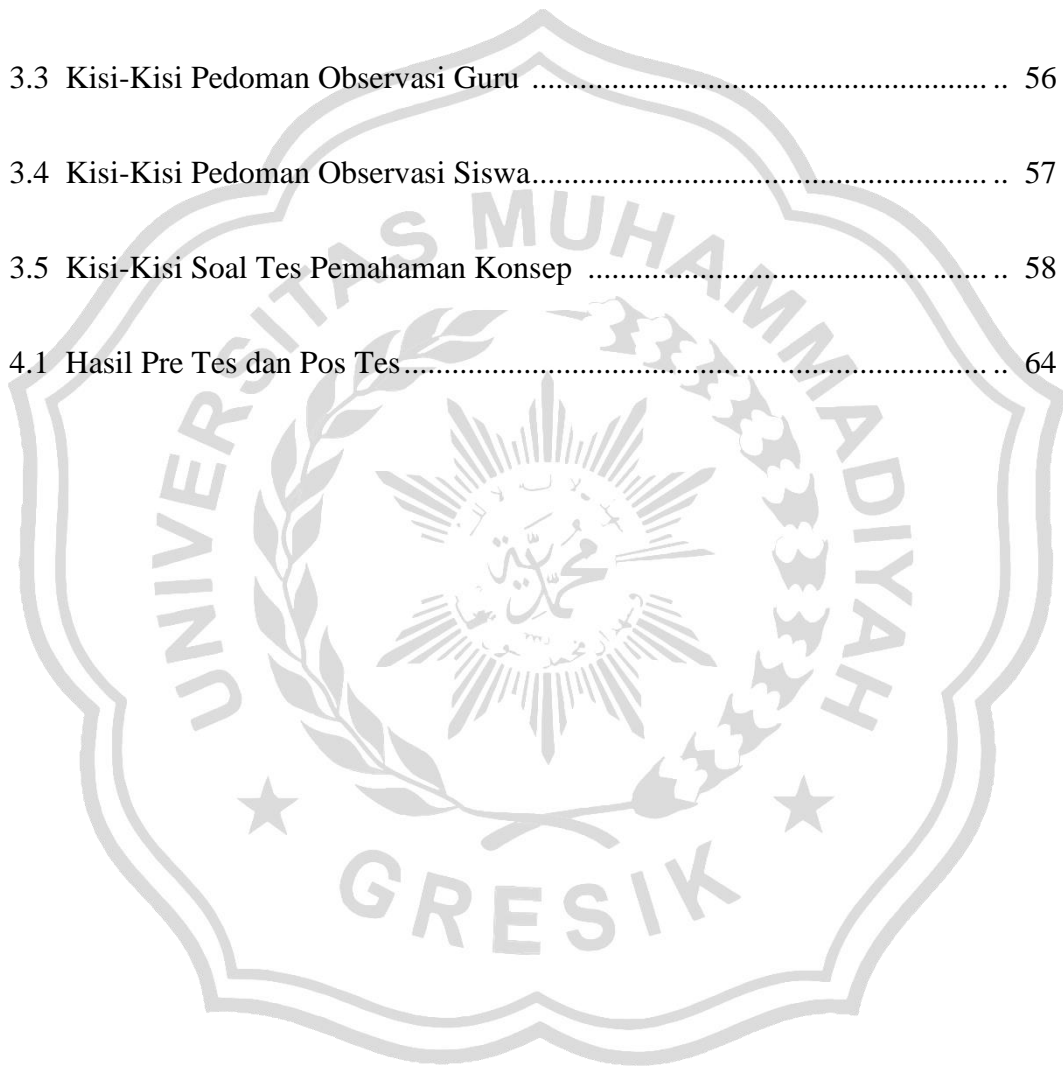 3.3 Kisi-Kisi Pedoman Observasi Guru ...................................................... .. 56
3.4 Kisi-Kisi Pedoman Observasi Siswa...................................................... .. 57
3.5 Kisi-Kisi Soal Tes Pemahaman Konsep ............................................... .. 58
4.1 Hasil Pre Tes dan Pos Tes..................................................................... .. 64
UNIVERSITAS MUHAMMADIYAH
محمدية
GRESIK